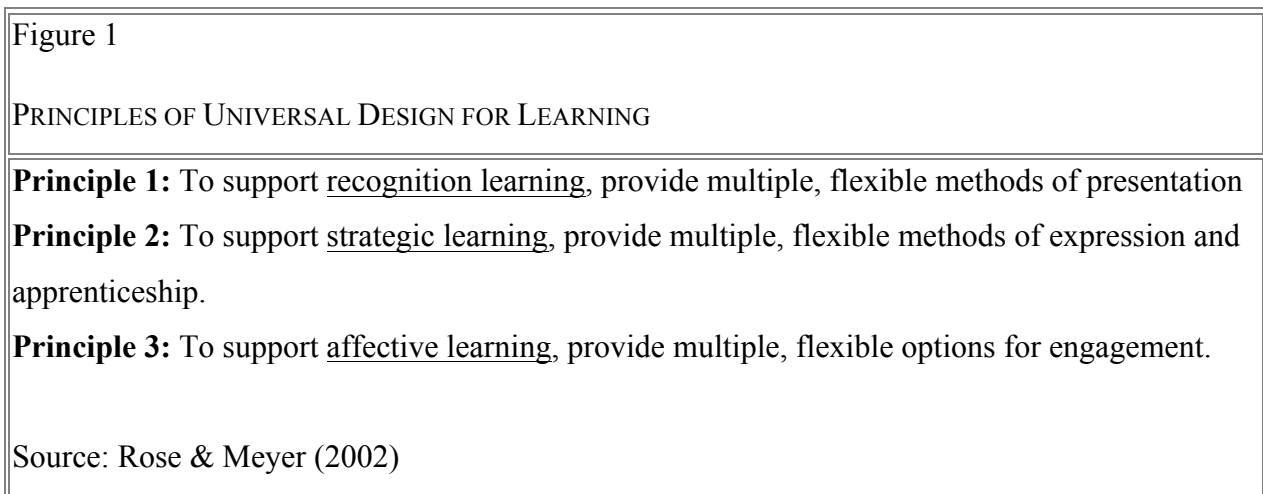 Figure 1
PRINCIPLES OF UNIVERSAL DESIGN FOR LEARNING
Principle 1: To support recognition learning, provide multiple, flexible methods of presentation
Principle 2: To support strategic learning, provide multiple, flexible methods of expression and
apprenticeship.
Principle 3: To support affective learning, provide multiple, flexible options for engagement.
Source: Rose & Meyer (2002)